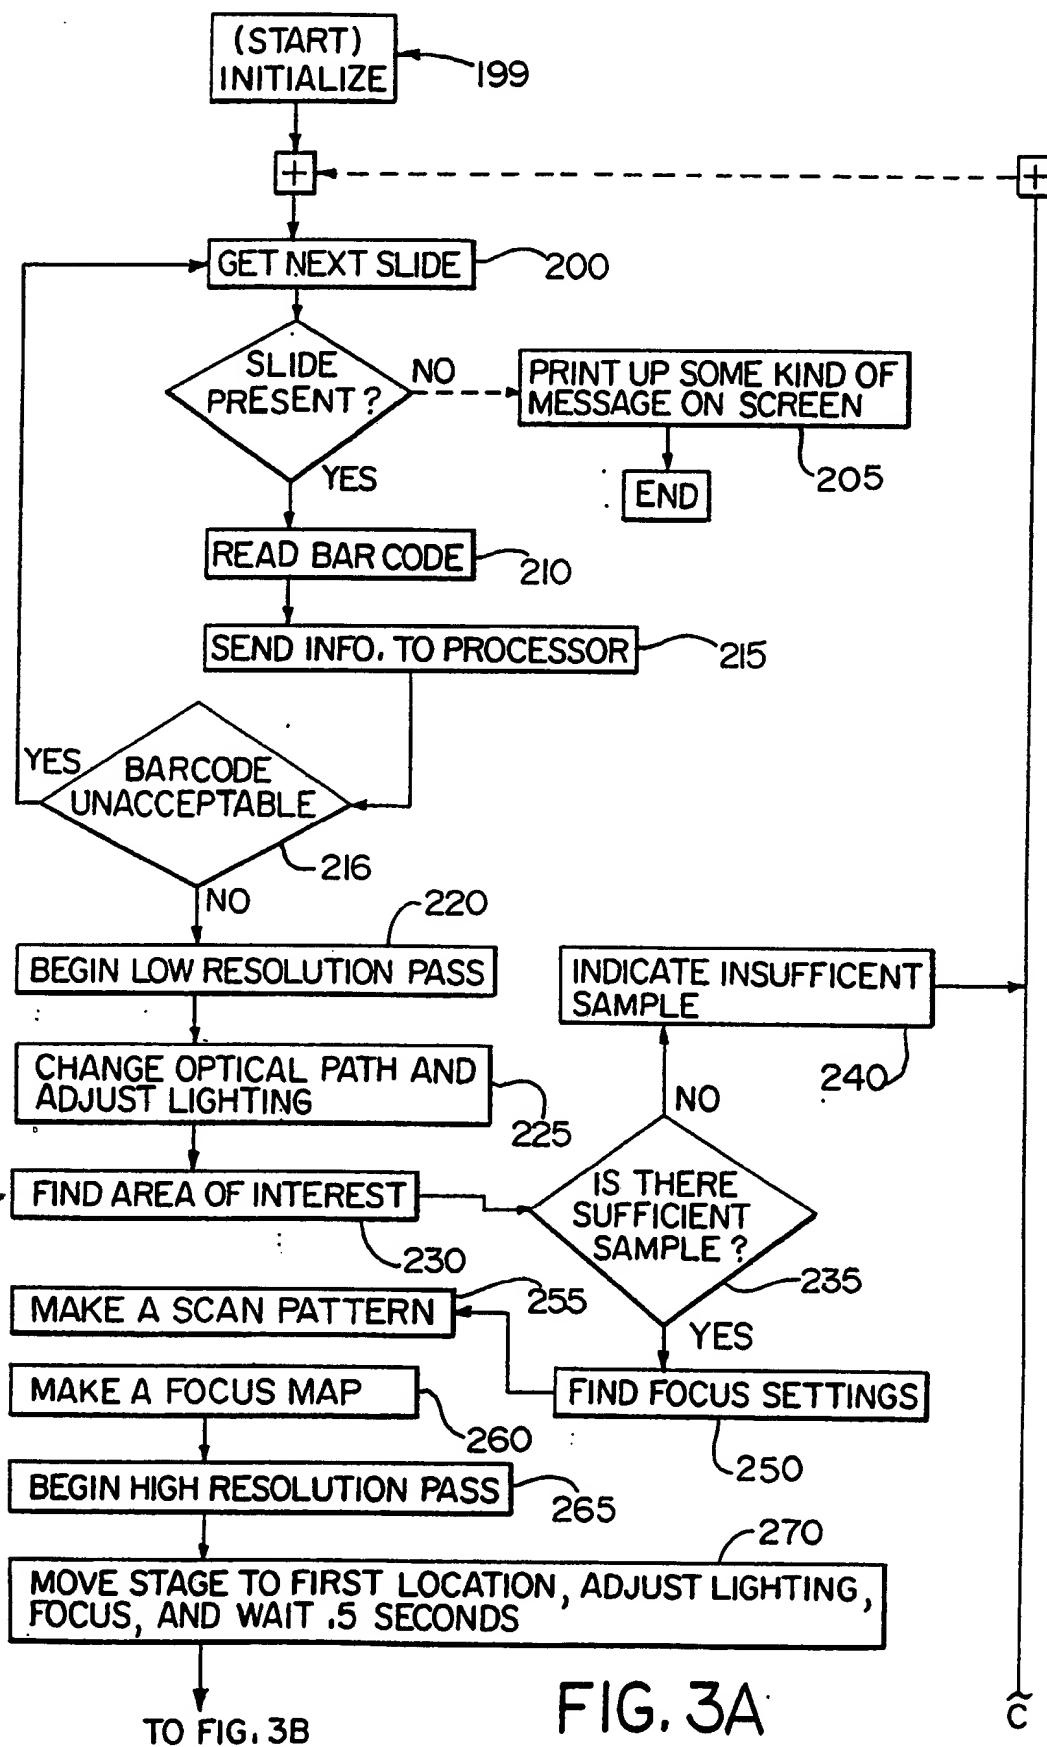 (START)
INITIALIZE
199
+
+
GET NEXT SLIDE
200
SLIDE
PRESENT?
NO
PRINT UP SOME KIND OF
MESSAGE ON SCREEN
205
YES
END
READ BAR CODE
210
SEND INFO. TO PROCESSOR
215
YES
BARCODE
UNACCEPTABLE
216
NO
220
BEGIN LOW RESOLUTION PASS
INDICATE INSUFFICENT
SAMPLE
240
CHANGE OPTICAL PATH AND
ADJUST LIGHTING
225
NO
FIND AREA OF INTEREST
230
IS THERE
SUFFICIENT
SAMPLE?
235
255
MAKE A SCAN PATTERN
YES
MAKE A FOCUS MAP
260
FIND FOCUS SETTINGS
250
BEGIN HIGH RESOLUTION PASS
265
270
MOVE STAGE TO FIRST LOCATION, ADJUST LIGHTING,
FOCUS, AND WAIT .5 SECONDS
TO FIG. 3B
FIG. 3A
C̃